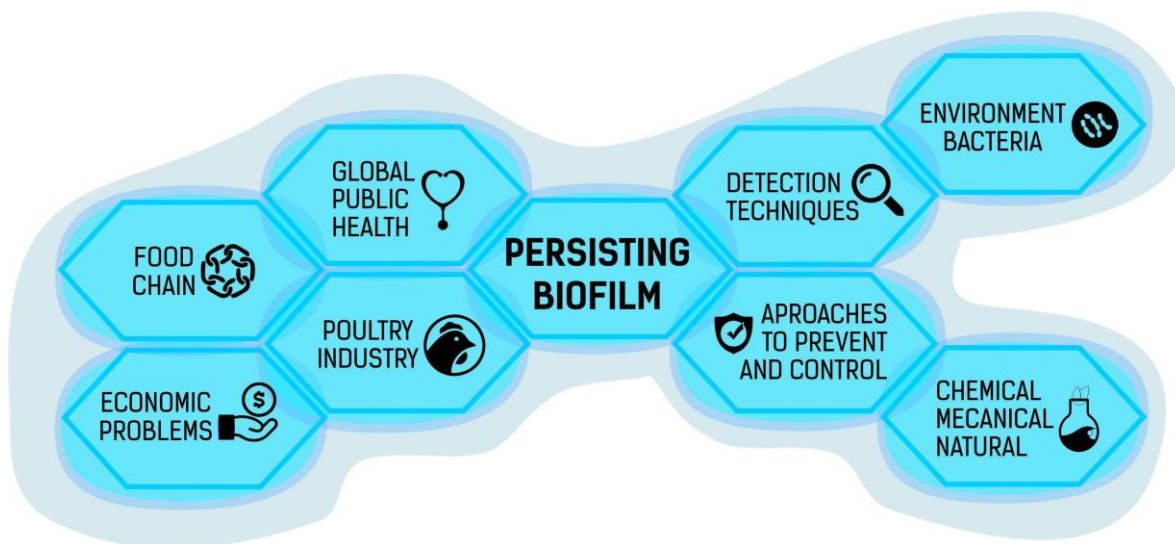 FOOD
CHAIN
ECONOMIC
PROBLEMS
$
GLOBAL
PUBLIC
HEALTH
POULTRY
INDUSTRY
PERSISTING
BIOFILM
DETECTION
TECHNIQUES
APROACHES
TO PREVENT
AND CONTROL
ENVIRONMENT
BACTERIA
CHEMICAL
MECANICAL
NATURAL